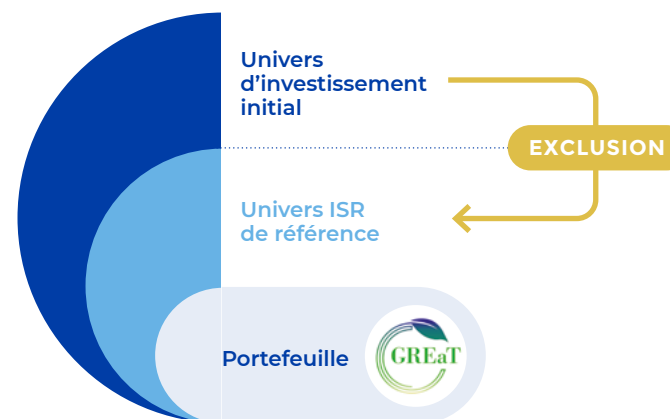 Univers
d’investissement
initial
EXCLUSION
Univers ISR
de référence
Portefeuille
GREaT